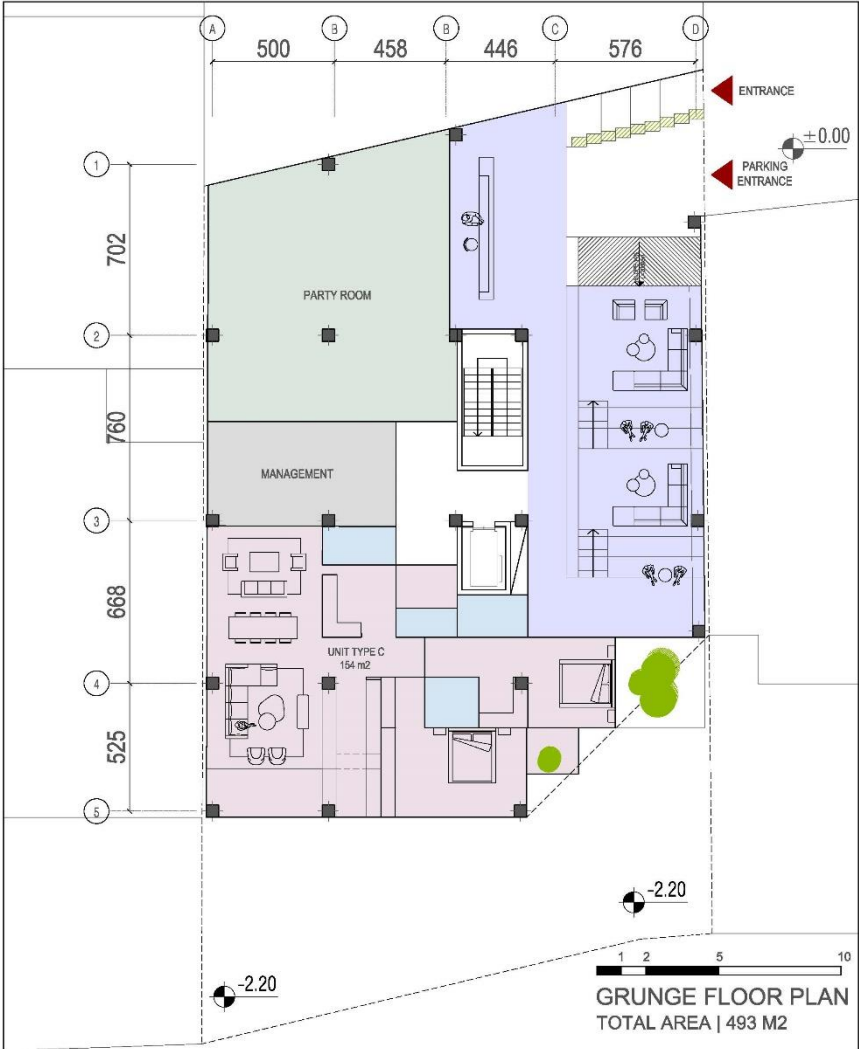 A B B C D
500 458 446 576
ENTRANCE
±0.00
PARKING
ENTRANCE
1
702
PARTY ROOM
2
760
MANAGEMENT
3
668
UNIT TYPE C
154 m2
4
525
5
-2.20
-2.20
1 2 5 10
GRUNGE FLOOR PLAN
TOTAL AREA | 493 M2